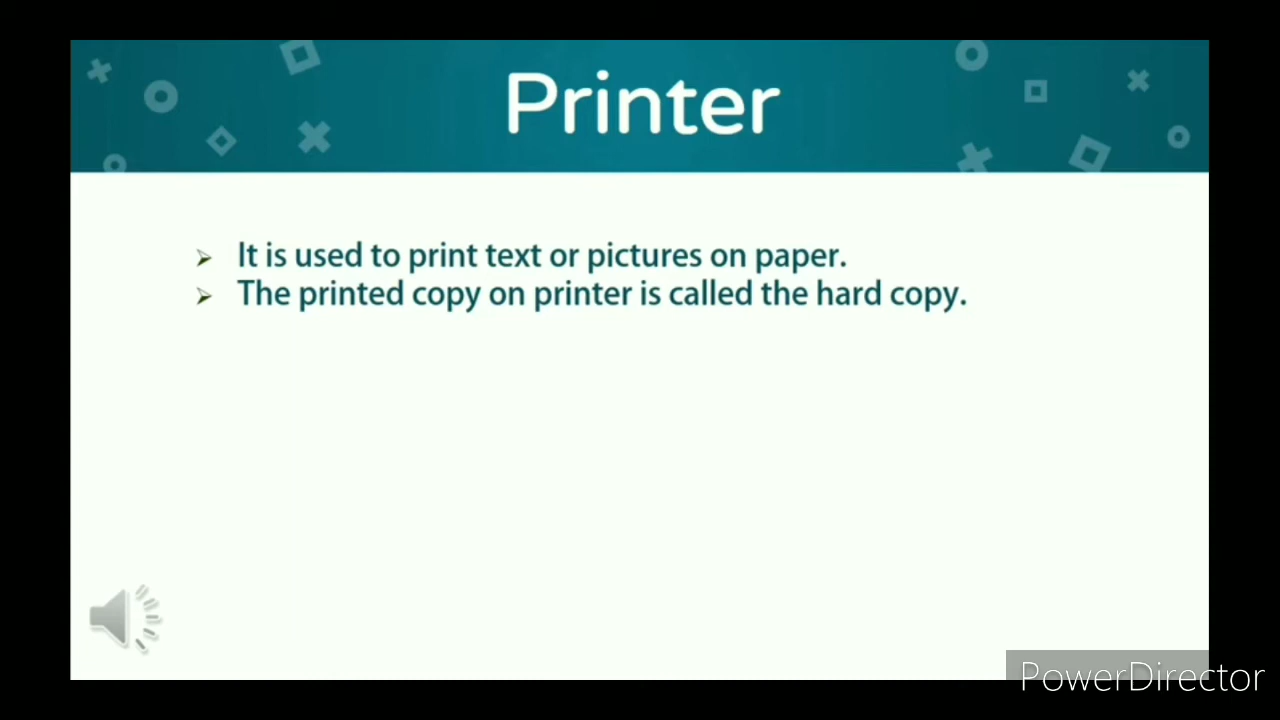 Printer
It is used to print text or pictures on paper.
The printed copy on printer is called the hard copy.
PowerDirector